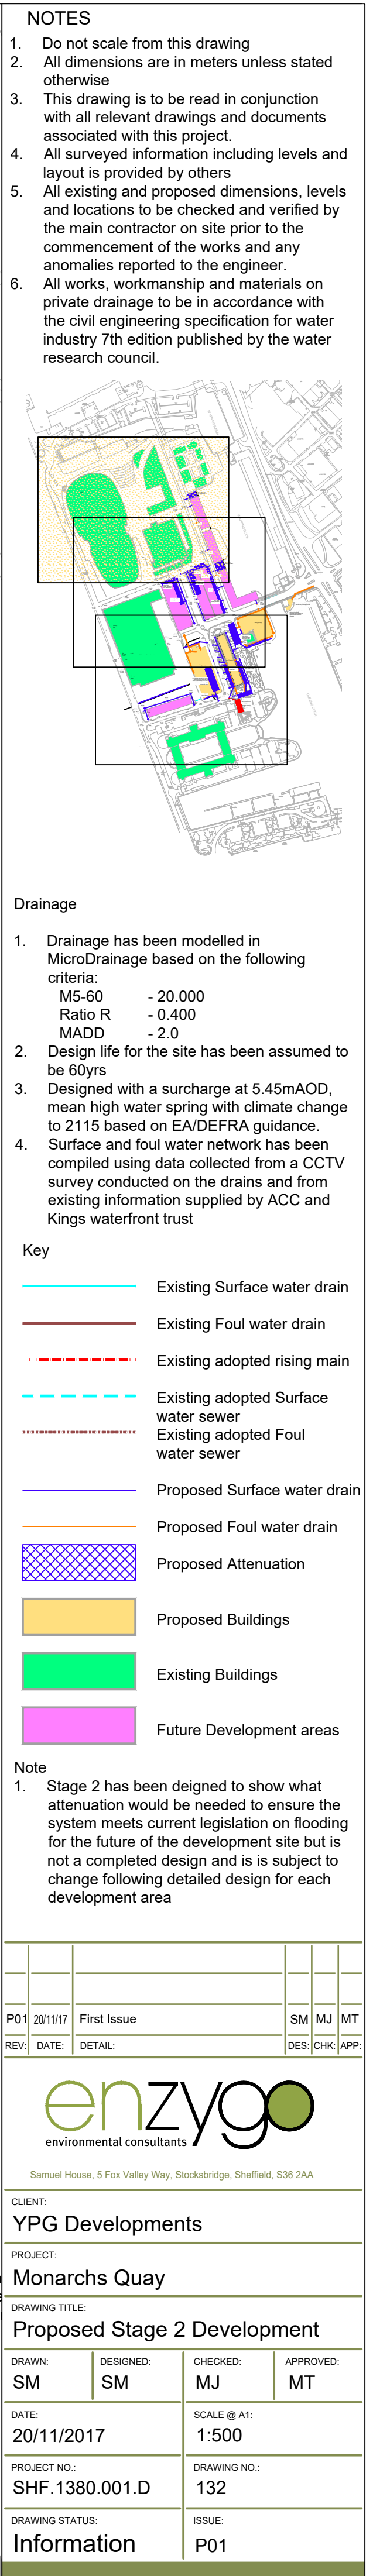 NOTES
1. Do not scale from this drawing
2. All dimensions are in meters unless stated
otherwise
3. This drawing is to be read in conjunction
with all relevant drawings and documents
associated with this project.
4. All surveyed information including levels and
layout is provided by others
5. All existing and proposed dimensions, levels
and locations to be checked and verified by
the main contractor on site prior to the
commencement of the works and any
anomalies reported to the engineer.
6. All works, workmanship and materials on
private drainage to be in accordance with
the civil engineering specification for water
industry 7th edition published by the water
research council.
Drainage
1. Drainage has been modelled in
MicroDrainage based on the following
criteria:
M5-60 - 20.000
Ratio R - 0.400
MADD - 2.0
2. Design life for the site has been assumed to
be 60yrs
3. Designed with a surcharge at 5.45mAOD,
mean high water spring with climate change
to 2115 based on EA/DEFRA guidance.
4. Surface and foul water network has been
compiled using data collected from a CCTV
survey conducted on the drains and from
existing information supplied by ACC and
Kings waterfront trust
Key
Existing Surface water drain
Existing Foul water drain
Existing adopted rising main
Existing adopted Surface
water sewer
Existing adopted Foul
water sewer
Proposed Surface water drain
Proposed Foul water drain
Proposed Attenuation
Proposed Buildings
Existing Buildings
Future Development areas
Note
1. Stage 2 has been deigned to show what
attenuation would be needed to ensure the
system meets current legislation on flooding
for the future of the development site but is
not a completed design and is is subject to
change following detailed design for each
development area
P01 20/11/17 First Issue SM MJ MT
REV: DATE: DETAIL: DES: CHK: APP:
enzygo
environmental consultants
Samuel House, 5 Fox Valley Way, Stocksbridge, Sheffield, S36 2AA
CLIENT:
YPG Developments
PROJECT:
Monarchs Quay
DRAWING TITLE:
Proposed Stage 2 Development
DRAWN: DESIGNED: CHECKED: APPROVED:
SM SM MJ MT
DATE: SCALE @ A1:
20/11/2017 1:500
PROJECT NO.: DRAWING NO.:
SHF.1380.001.D 132
DRAWING STATUS: ISSUE:
Information P01